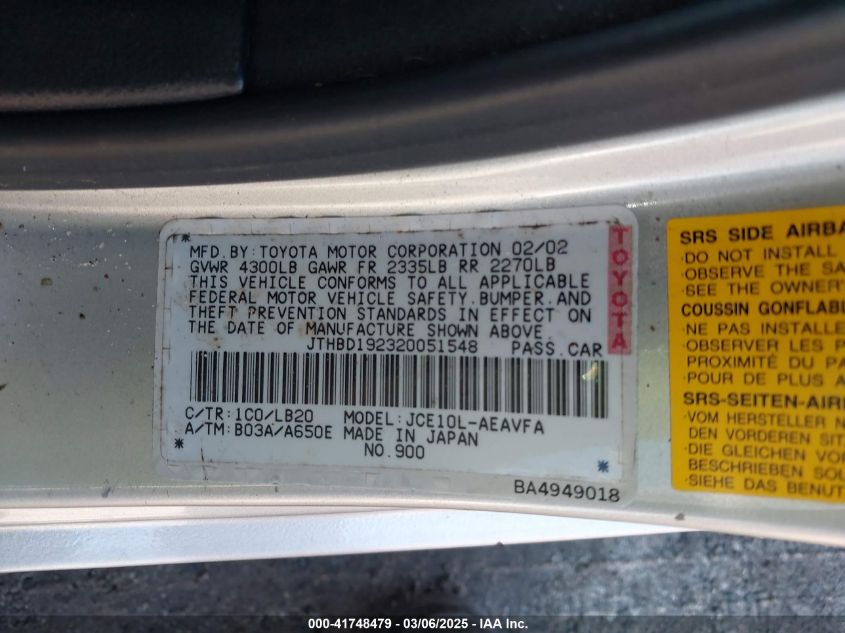 MFD. BY: TOYOTA MOTOR CORPORATION 02/02
GVWR 4300LB GAWR FR 2335LB RR 2270LB
THIS VEHICLE CONFORMS TO ALL APPLICABLE
FEDERAL MOTOR VEHICLE SAFETY, BUMPER, AND
THEFT PREVENTION STANDARDS IN EFFECT ON
THE DATE OF MANUFACTURE SHOWN ABOVE.
JTHBD192320051548 PASS. CAR
C/TR: 1C0/LB20 MODEL: JCE10L-AEAVFA
A/TM: B03A/A650E MADE IN JAPAN
NO. 900
BA4949018
TOYOTA
SRS SIDE AIRBA
·DO NOT INSTALL
·OBSERVE THE SA
·SEE THE OWNER'
COUSSIN GONFLABL
·NE PAS INSTALLER
·OBSERVER LES P
PROXIMITÉ DU PA
·POUR DE PLUS A
SRS-SEITEN-AIR
·VOM HERSTELLER N
DEN VORDEREN SIT
·DIE GLEICHEN VOR
BESCHRIEBEN SOL
·SIEHE DAS BENUT
000-41748479 - 03/06/2025 - IAA, Inc.